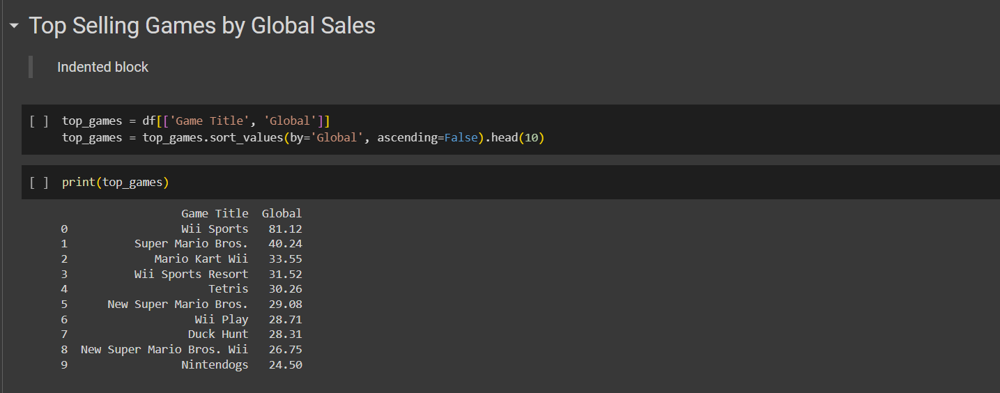 Top Selling Games by Global Sales
Indented block
[ ] top_games = df[['Game Title', 'Global']]
top_games = top_games.sort_values(by='Global', ascending=False).head(10)
[ ] print(top_games)
Game Title  Global
0 Wii Sports 81.12
1 Super Mario Bros. 40.24
2 Mario Kart Wii 33.55
3 Wii Sports Resort 31.52
4 Tetris 30.26
5 New Super Mario Bros. 29.08
6 Wii Play 28.71
7 Duck Hunt 28.31
8 New Super Mario Bros. Wii 26.75
9 Nintendogs 24.50